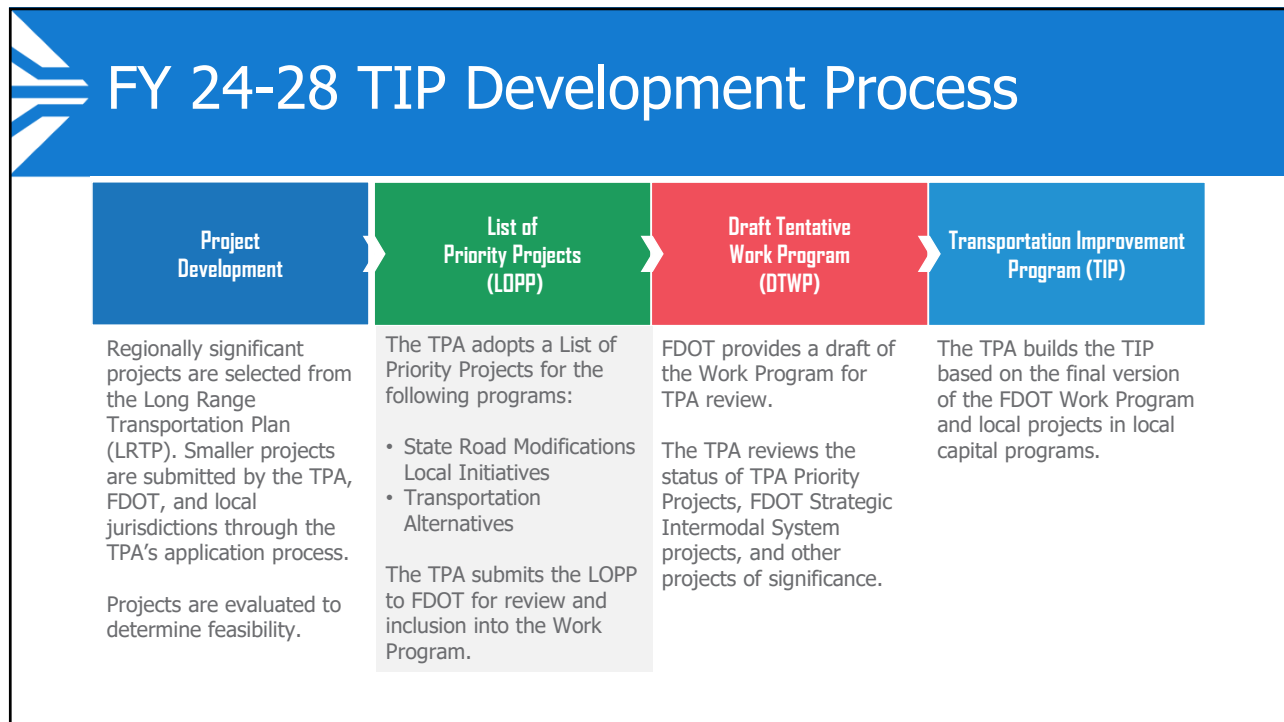 FY 24-28 TIP Development Process
Project
Development
Regionally significant
projects are selected from
the Long Range
Transportation Plan
(LRTP). Smaller projects
are submitted by the TPA,
FDOT, and local
jurisdictions through the
TPA’s application process.
Projects are evaluated to
determine feasibility.
List of
Priority Projects
(LOPP)
The TPA adopts a List of
Priority Projects for the
following programs:
• State Road Modifications
Local Initiatives
• Transportation
Alternatives
The TPA submits the LOPP
to FDOT for review and
inclusion into the Work
Program.
Draft Tentative
Work Program
(DTWP)
FDOT provides a draft of
the Work Program for
TPA review.
The TPA reviews the
status of TPA Priority
Projects, FDOT Strategic
Intermodal System
projects, and other
projects of significance.
Transportation Improvement
Program (TIP)
The TPA builds the TIP
based on the final version
of the FDOT Work Program
and local projects in local
capital programs.